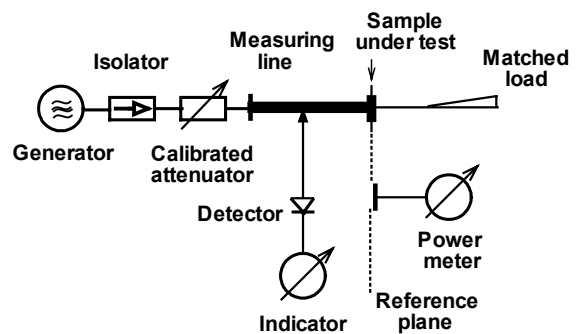 Sample
under test
Measuring
line
Matched
load
Isolator
Generator
Calibrated
attenuator
Detector
Power
meter
Indicator
Reference
plane